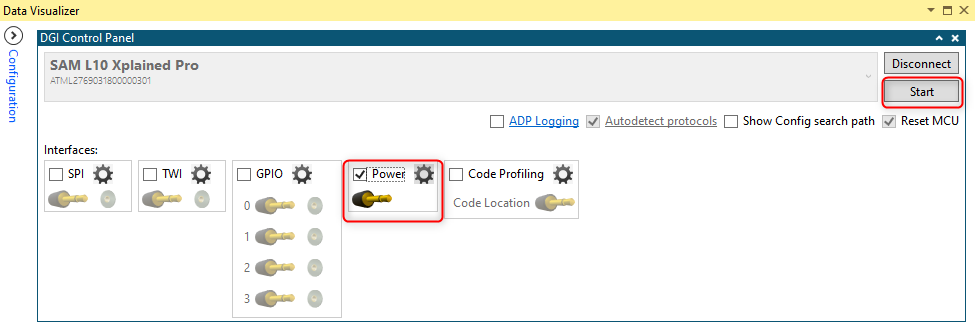 Data Visualizer
Configuration
DGI Control Panel
SAM L10 Xplained Pro
ATML2769031800000301
Disconnect
Start
ADP Logging Autodetect protocols Show Config search path Reset MCU
Interfaces:
SPI TWI GPIO Power Code Profiling
0 Code Location
1
2
3